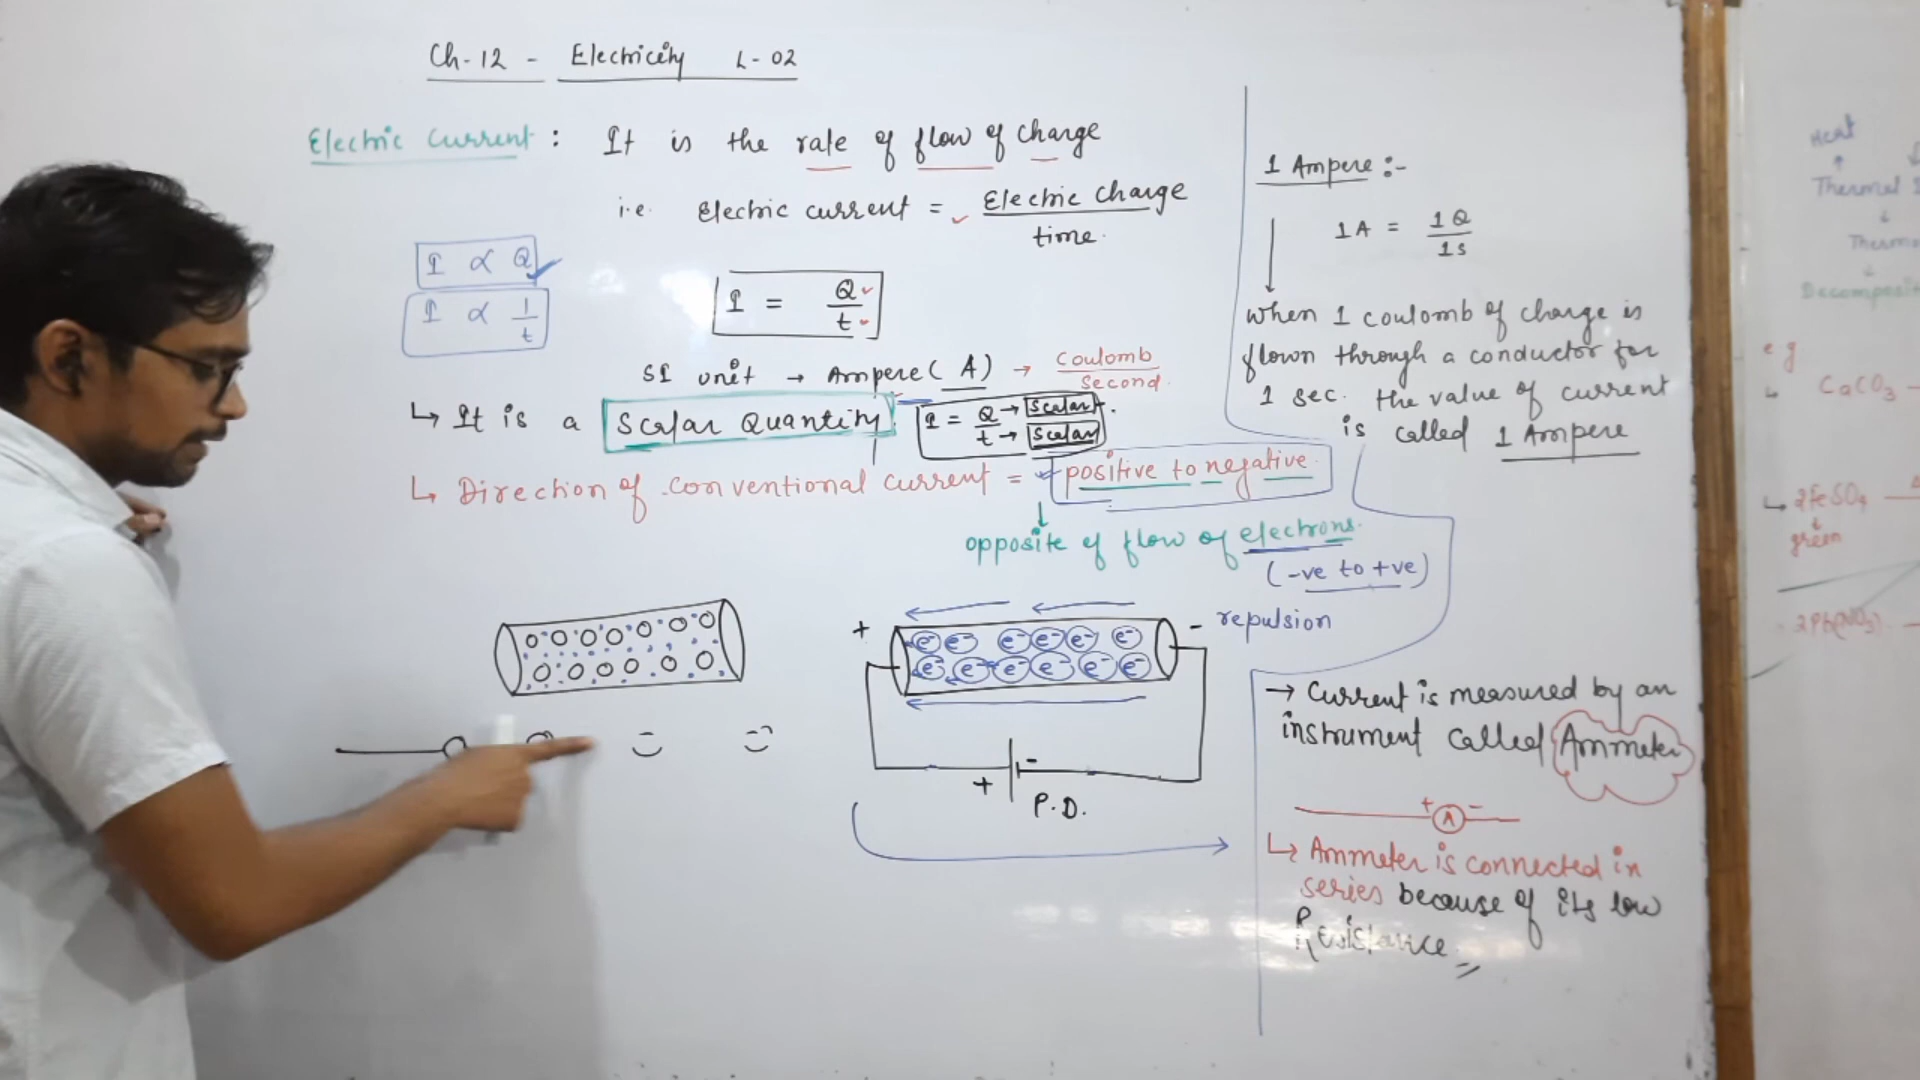 Ch-12 - Electricity L-02
Electric Current : It is the rate of flow of charge
i.e. Electric current = Electric charge
time.
I ∝ Q
I ∝ 1
t
I = Q
t
SI unit → Ampere (A) → Coulomb
Second.
↳ It is a Scalar Quantity
I = Q → Scalar
t → Scalar
↳ Direction of conventional current = positive to negative.
↓
opposite of flow of electrons.
(-ve to +ve)
+ - repulsion
e- e- e- e- e- e-
e- e- e- e- e- e-
+ -
P.D.
1 Ampere :-
1A = 1Q
1s
when 1 coulomb of charge is
flown through a conductor for
1 sec. the value of current
is called 1 Ampere
→ Current is measured by an
instrument called Ammeter
+ A -
↳ Ammeter is connected in
series because of its low
Resistance.
Heat
↑
Thermal
↓
↓
e g
↳ CaCO3
↳ 2FeSO4
↓
green